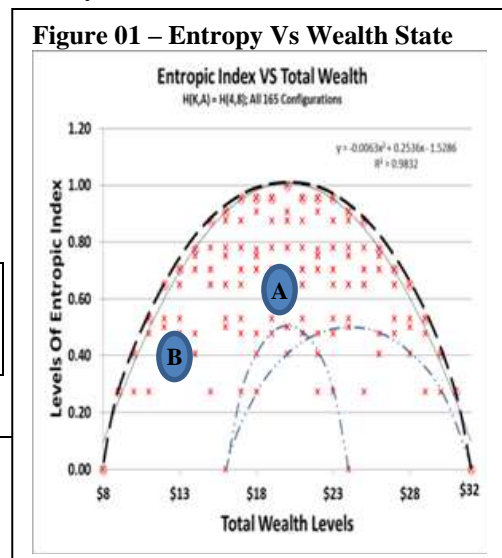 Figure 01 – Entropy Vs Wealth State
Entropic Index VS Total Wealth
H(K,A) = H(4,8); All 165 Configurations
y = -0.0063x² + 0.2536x - 1.5286
R² = 0.9832
Levels Of Entropic Index
1.20
1.00
0.80
0.60
0.40
0.20
0.00
A
B
$8
$13
$18
$23
$28
$32
Total Wealth Levels